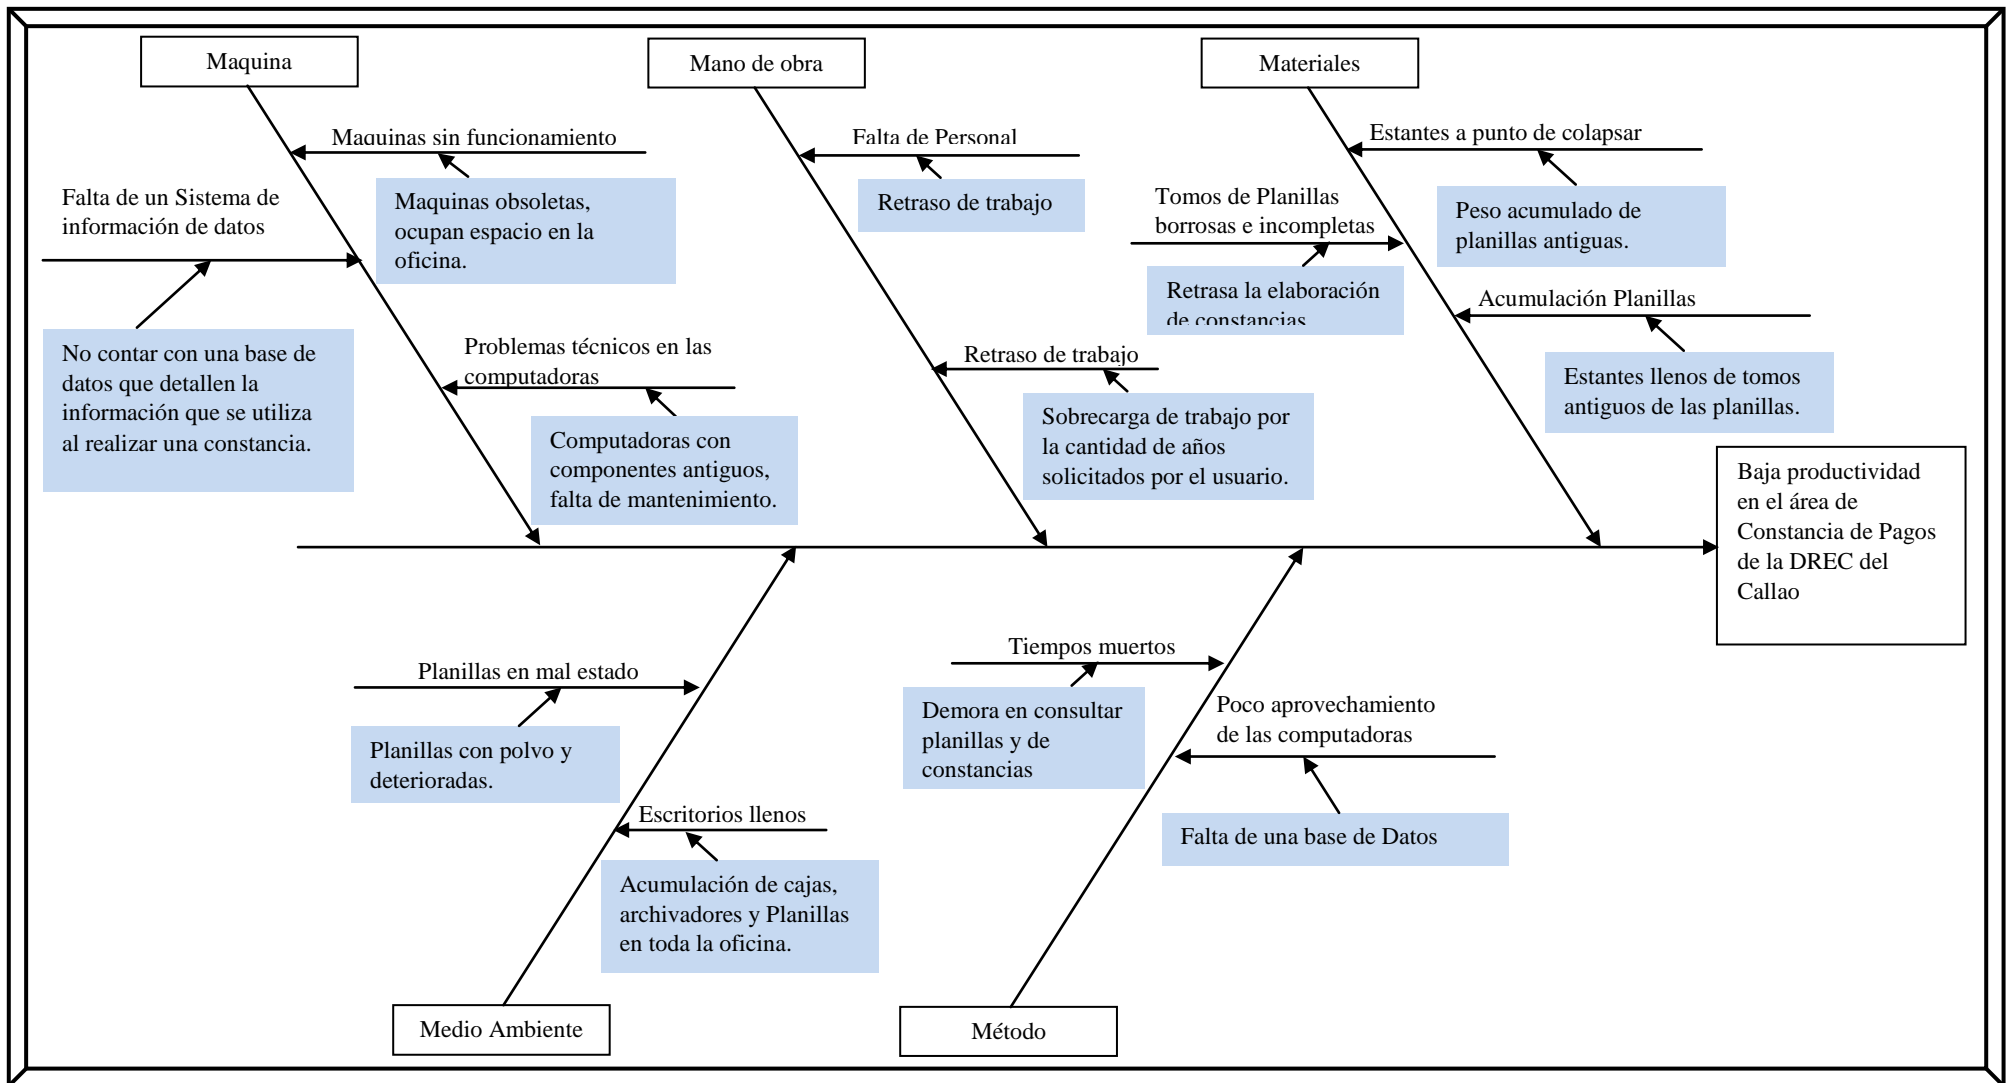 Maquina
Mano de obra
Materiales
Maquinas sin funcionamiento
Falta de Personal
Estantes a punto de colapsar
Falta de un Sistema de
información de datos
Maquinas obsoletas,
ocupan espacio en la
oficina.
Retraso de trabajo
Tomos de Planillas
borrosas e incompletas
Peso acumulado de
planillas antiguas.
Retrasa la elaboración
de constancias
Acumulación Planillas
No contar con una base de
datos que detallen la
información que se utiliza
al realizar una constancia.
Problemas técnicos en las
computadoras
Retraso de trabajo
Estantes llenos de tomos
antiguos de las planillas.
Computadoras con
componentes antiguos,
falta de mantenimiento.
Sobrecarga de trabajo por
la cantidad de años
solicitados por el usuario.
Baja productividad
en el área de
Constancia de Pagos
de la DREC del
Callao
Planillas en mal estado
Tiempos muertos
Planillas con polvo y
deterioradas.
Demora en consultar
planillas y de
constancias
Poco aprovechamiento
de las computadoras
Escritorios llenos
Falta de una base de Datos
Acumulación de cajas,
archivadores y Planillas
en toda la oficina.
Medio Ambiente
Método